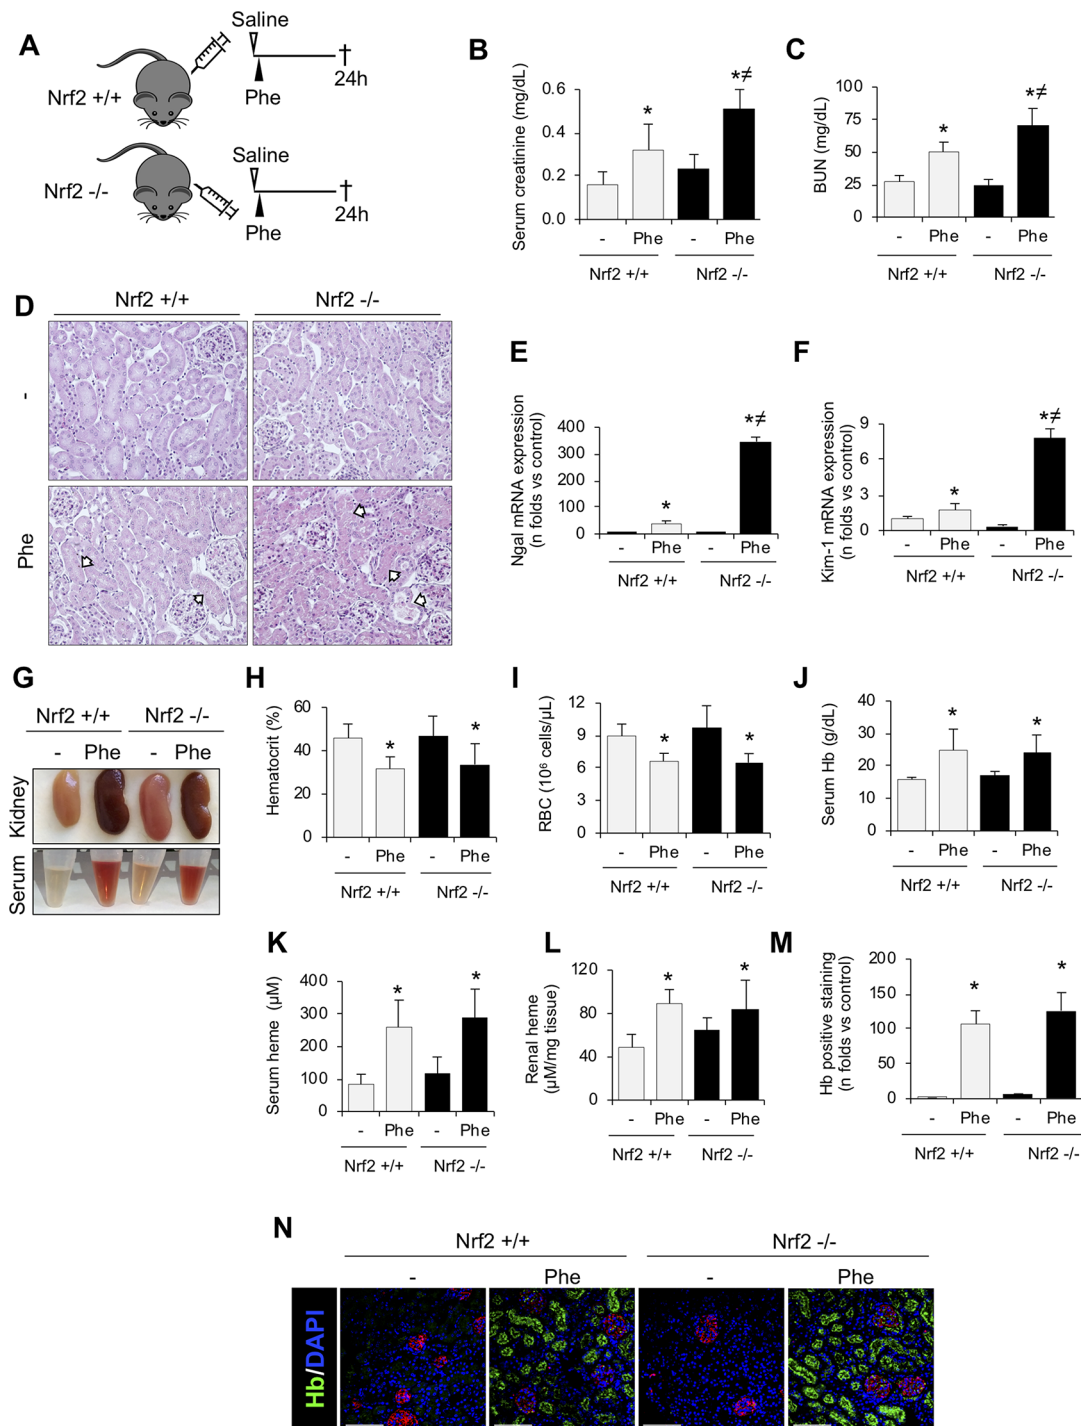 A
Saline
Nrf2 +/+
Phe
24h
Saline
Nrf2 -/-
Phe
24h
B
Serum creatinine (mg/dL)
0.6
0.4
0.2
0.0
*
*≠
- Phe - Phe
Nrf2 +/+ Nrf2 -/-
C
BUN (mg/dL)
100
75
50
25
0
*
*≠
- Phe - Phe
Nrf2 +/+ Nrf2 -/-
D
Nrf2 +/+ Nrf2 -/-
-
Phe
E
Ngal mRNA expression
(n folds vs control)
400
300
200
100
0
*
*≠
- Phe - Phe
Nrf2 +/+ Nrf2 -/-
F
Kim-1 mRNA expression
(n folds vs control)
9
6
3
0
*
*≠
- Phe - Phe
Nrf2 +/+ Nrf2 -/-
G
Nrf2 +/+ Nrf2 -/-
- Phe - Phe
Kidney
Serum
H
Hematocrit (%)
60
40
20
0
*
*
- Phe - Phe
Nrf2 +/+ Nrf2 -/-
I
RBC (10⁶ cells/µL)
12
9
6
3
0
*
*
- Phe - Phe
Nrf2 +/+ Nrf2 -/-
J
Serum Hb (g/dL)
40
30
20
10
0
*
*
- Phe - Phe
Nrf2 +/+ Nrf2 -/-
K
Serum heme (µM)
400
300
200
100
0
*
*
- Phe - Phe
Nrf2 +/+ Nrf2 -/-
L
Renal heme
(µM/mg tissue)
120
80
40
0
*
*
- Phe - Phe
Nrf2 +/+ Nrf2 -/-
M
Hb positive staining
(n folds vs control)
200
150
100
50
0
*
*
- Phe - Phe
Nrf2 +/+ Nrf2 -/-
N
Nrf2 +/+ Nrf2 -/-
- Phe - Phe
Hb/DAPI